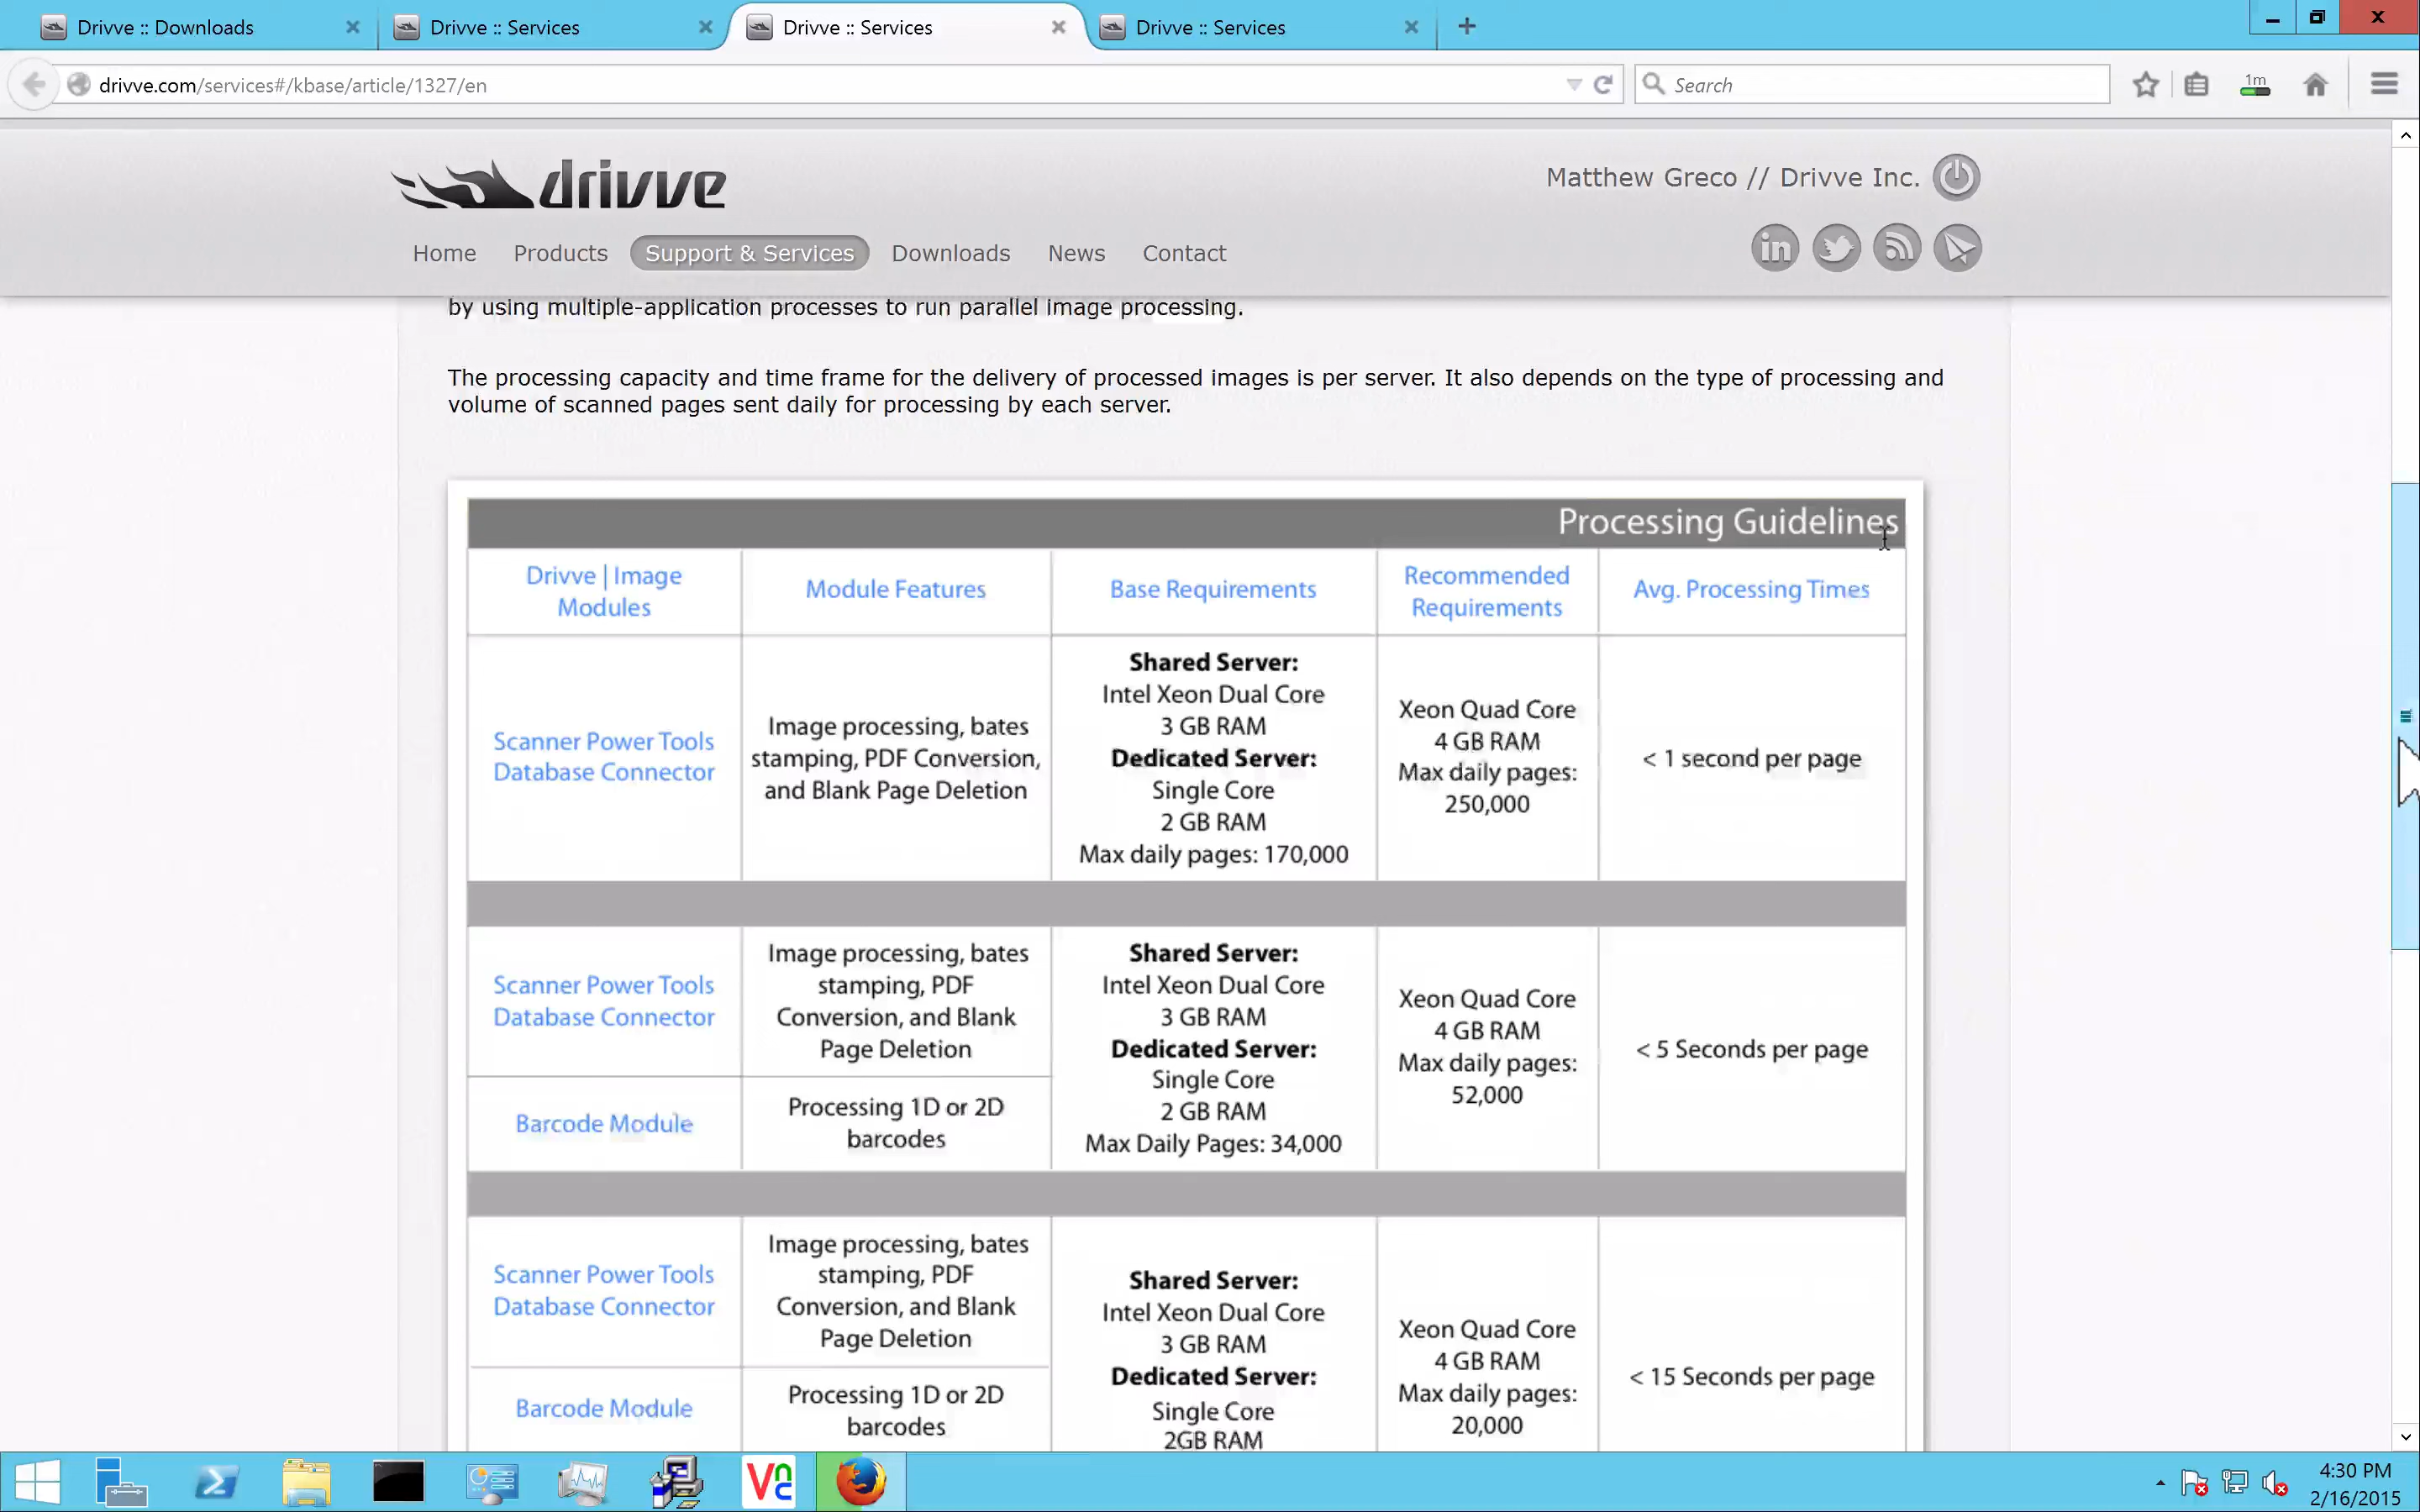 Drivve :: Downloads
Drivve :: Services
Drivve :: Services
Drivve :: Services
drivve.com/services#/kbase/article/1327/en
Search
1m
drivve
Matthew Greco // Drivve Inc.
Home
Products
Support & Services
Downloads
News
Contact
by using multiple-application processes to run parallel image processing.
The processing capacity and time frame for the delivery of processed images is per server. It also depends on the type of processing and
volume of scanned pages sent daily for processing by each server.
Processing Guidelines
Drivve | Image
Modules
Module Features
Base Requirements
Recommended
Requirements
Avg. Processing Times
Scanner Power Tools
Database Connector
Image processing, bates
stamping, PDF Conversion,
and Blank Page Deletion
Shared Server:
Intel Xeon Dual Core
3 GB RAM
Dedicated Server:
Single Core
2 GB RAM
Max daily pages: 170,000
Xeon Quad Core
4 GB RAM
Max daily pages:
250,000
< 1 second per page
Scanner Power Tools
Database Connector
Image processing, bates
stamping, PDF
Conversion, and Blank
Page Deletion
Barcode Module
Processing 1D or 2D
barcodes
Shared Server:
Intel Xeon Dual Core
3 GB RAM
Dedicated Server:
Single Core
2 GB RAM
Max Daily Pages: 34,000
Xeon Quad Core
4 GB RAM
Max daily pages:
52,000
< 5 Seconds per page
Scanner Power Tools
Database Connector
Image processing, bates
stamping, PDF
Conversion, and Blank
Page Deletion
Barcode Module
Processing 1D or 2D
barcodes
Shared Server:
Intel Xeon Dual Core
3 GB RAM
Dedicated Server:
Single Core
2GB RAM
Xeon Quad Core
4 GB RAM
Max daily pages:
20,000
< 15 Seconds per page
4:30 PM
2/16/2015